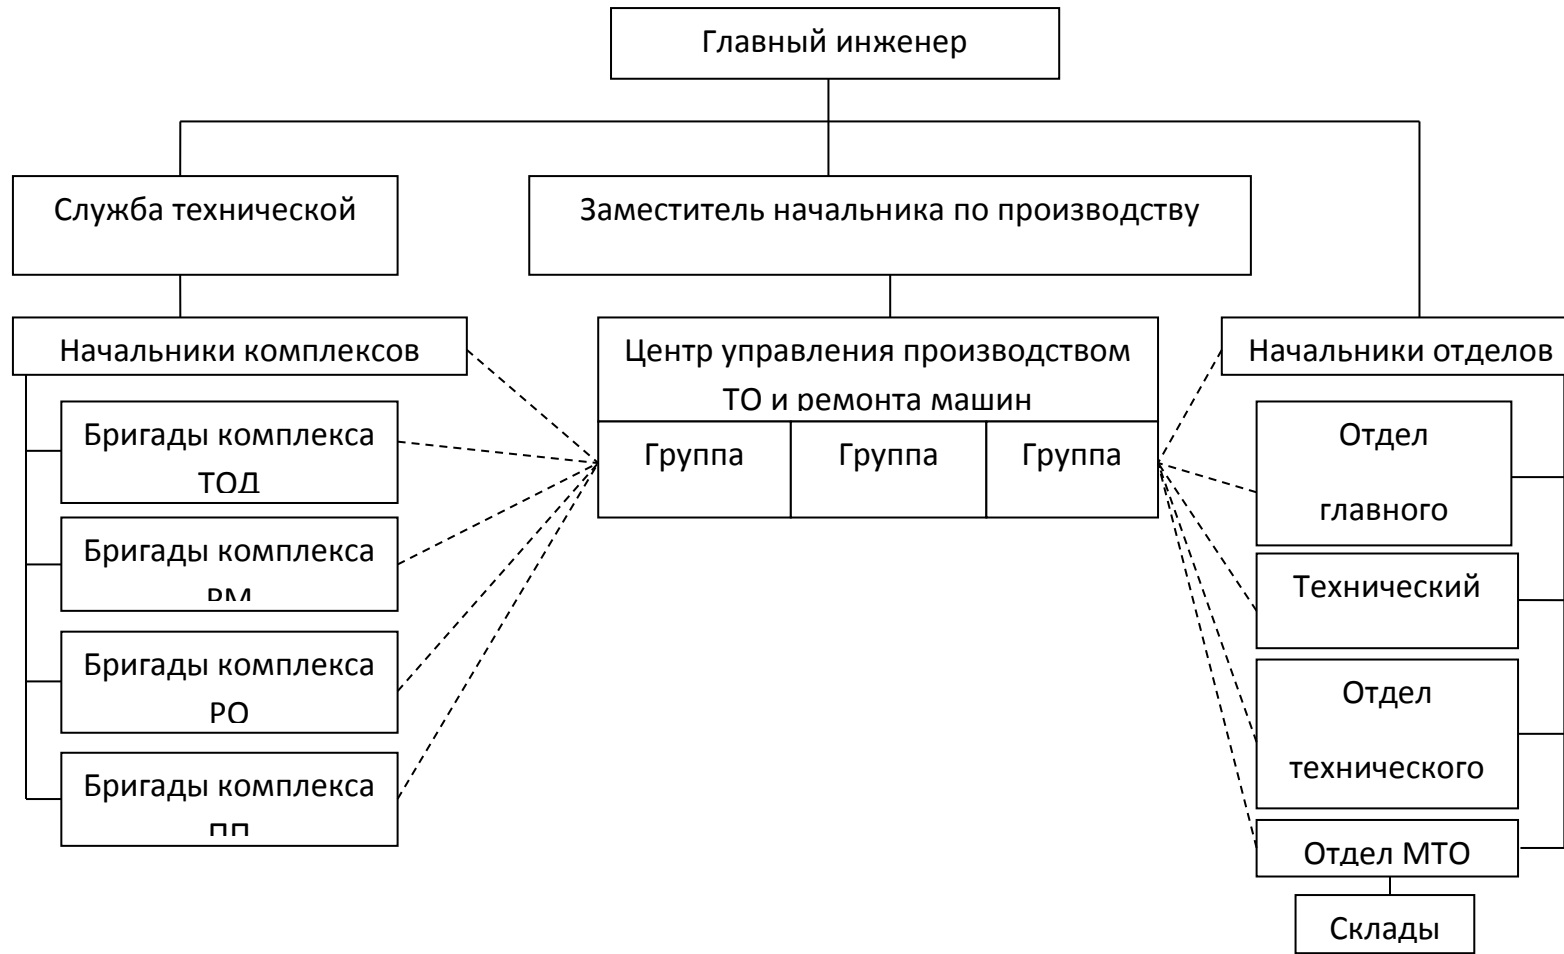 Главный инженер
Служба технической
Заместитель начальника по производству
Начальники комплексов
Бригады комплекса
ТОД
Бригады комплекса
РМ
Бригады комплекса
РО
Бригады комплекса
ПП
Центр управления производством
ТО и ремонта машин
Группа
Группа
Группа
Начальники отделов
Отдел
главного
Технический
Отдел
технического
Отдел МТО
Склады